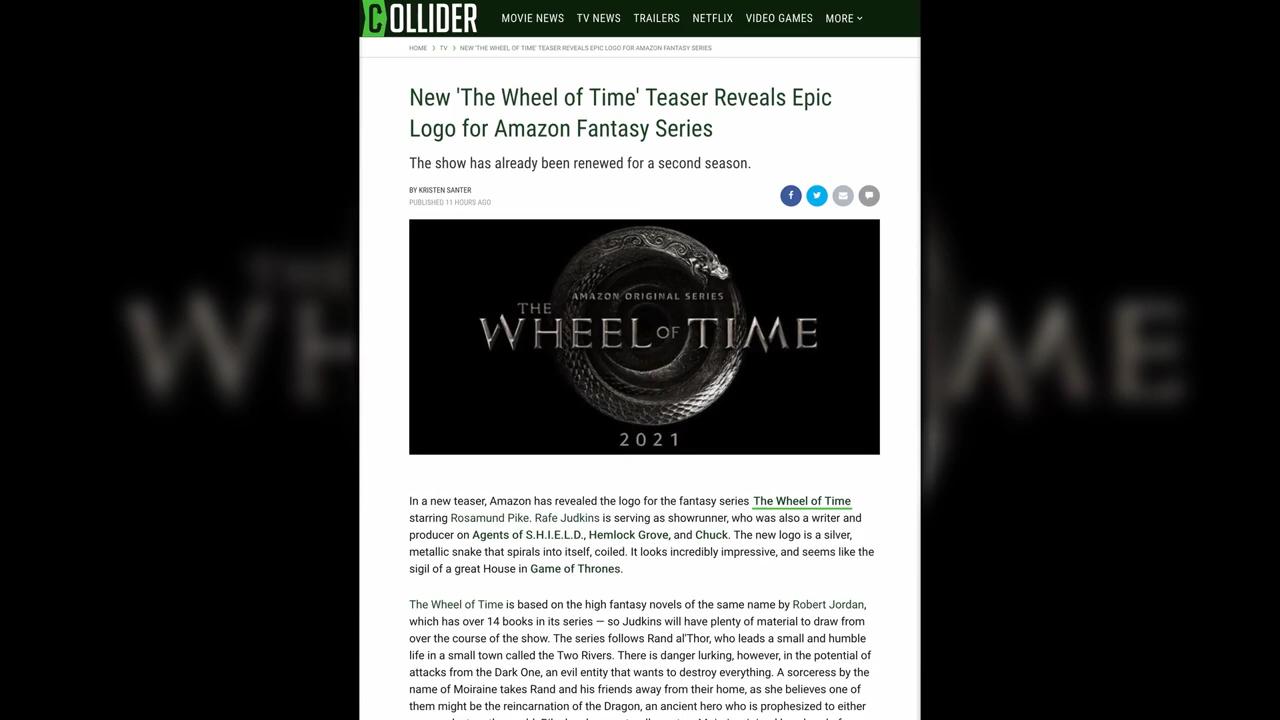 COLLIDER MOVIE NEWS TV NEWS TRAILERS NETFLIX VIDEO GAMES MORE
HOME > TV > NEW 'THE WHEEL OF TIME' TEASER REVEALS EPIC LOGO FOR AMAZON FANTASY SERIES
New 'The Wheel of Time' Teaser Reveals Epic
Logo for Amazon Fantasy Series
The show has already been renewed for a second season.
BY KRISTEN SANTER
PUBLISHED 11 HOURS AGO
AMAZON ORIGINAL SERIES
THE
WHEEL OF TIME
2021
THE
WH
ME
In a new teaser, Amazon has revealed the logo for the fantasy series The Wheel of Time
starring Rosamund Pike. Rafe Judkins is serving as showrunner, who was also a writer and
producer on Agents of S.H.I.E.L.D., Hemlock Grove, and Chuck. The new logo is a silver,
metallic snake that spirals into itself, coiled. It looks incredibly impressive, and seems like the
sigil of a great House in Game of Thrones.
The Wheel of Time is based on the high fantasy novels of the same name by Robert Jordan,
which has over 14 books in its series — so Judkins will have plenty of material to draw from
over the course of the show. The series follows Rand al'Thor, who leads a small and humble
life in a small town called the Two Rivers. There is danger lurking, however, in the potential of
attacks from the Dark One, an evil entity that wants to destroy everything. A sorceress by the
name of Moiraine takes Rand and his friends away from their home, as she believes one of
them might be the reincarnation of the Dragon, an ancient hero who is prophesized to either